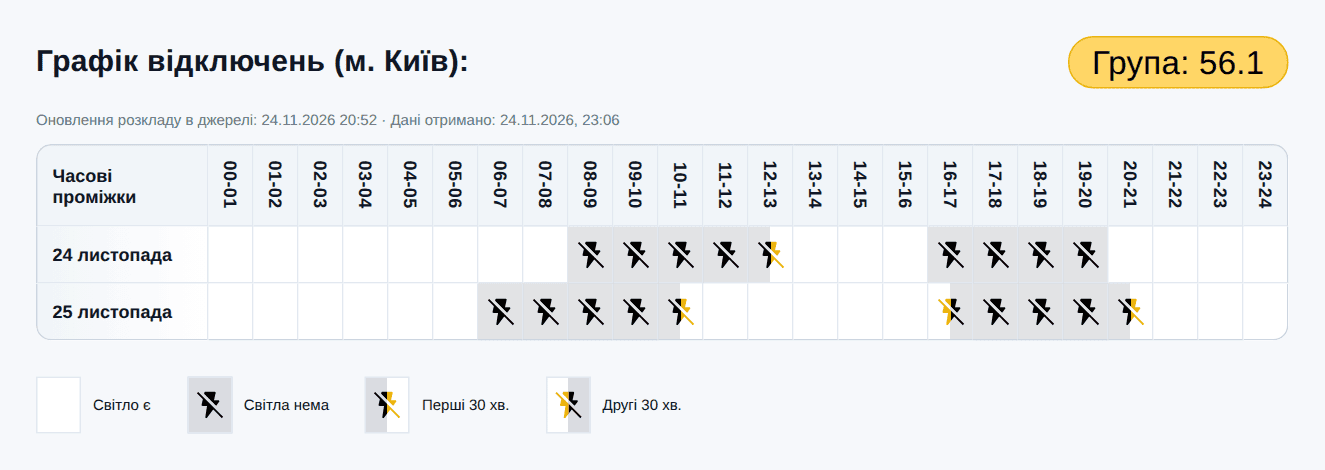 Графік відключень (м. Київ):
Група: 56.1
Оновлення розкладу в джерелі: 24.11.2026 20:52 · Дані отримано: 24.11.2026, 23:06
Часові
проміжки
00-01
01-02
02-03
03-04
04-05
05-06
06-07
07-08
08-09
09-10
10-11
11-12
12-13
13-14
14-15
15-16
16-17
17-18
18-19
19-20
20-21
21-22
22-23
23-24
24 листопада
25 листопада
Світло є
Світла нема
Перші 30 хв.
Другі 30 хв.